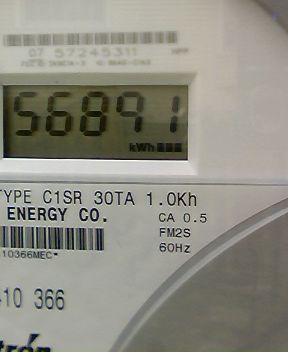 07 57245311
56891
kWh
TYPE C1SR 30TA 1.0Kh
ENERGY CO.
CA 0.5
FM2S
60Hz
10366MEC*
10 366